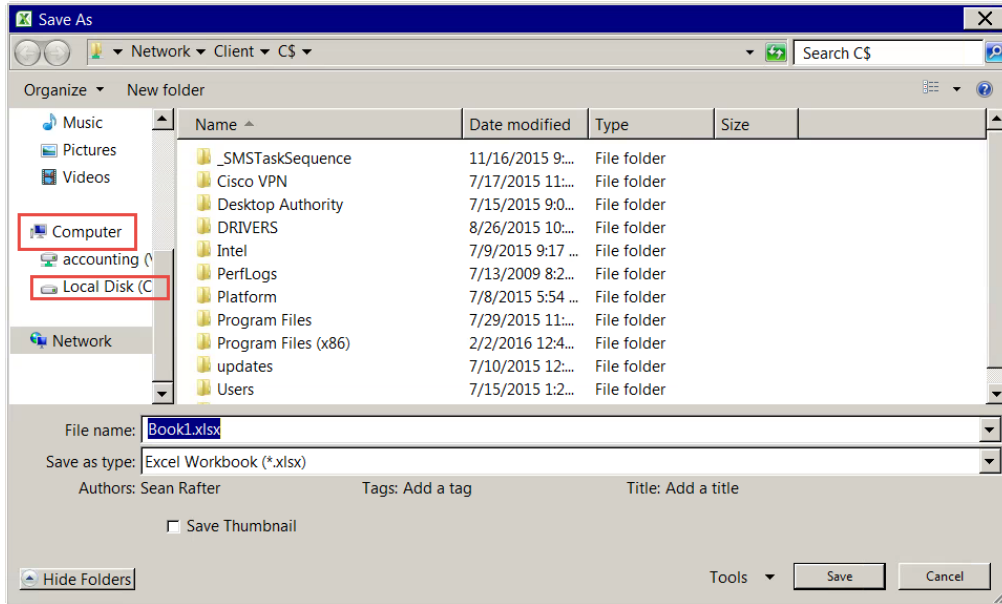 Save As
Network Client C$
Search C$
Organize New folder
Music
Pictures
Videos
Computer
accounting (
Local Disk (C
Network
Name Date modified Type Size
_SMSTaskSequence 11/16/2015 9:... File folder
Cisco VPN 7/17/2015 11:... File folder
Desktop Authority 7/15/2015 9:0... File folder
DRIVERS 8/26/2015 10:... File folder
Intel 7/9/2015 9:17 ... File folder
PerfLogs 7/13/2009 8:2... File folder
Platform 7/8/2015 5:54 ... File folder
Program Files 7/29/2015 11:... File folder
Program Files (x86) 2/2/2016 12:4... File folder
updates 7/10/2015 12:... File folder
Users 7/15/2015 1:2... File folder
File name: Book1.xlsx
Save as type: Excel Workbook (*.xlsx)
Authors: Sean Rafter Tags: Add a tag Title: Add a title
Save Thumbnail
Hide Folders Tools Save Cancel